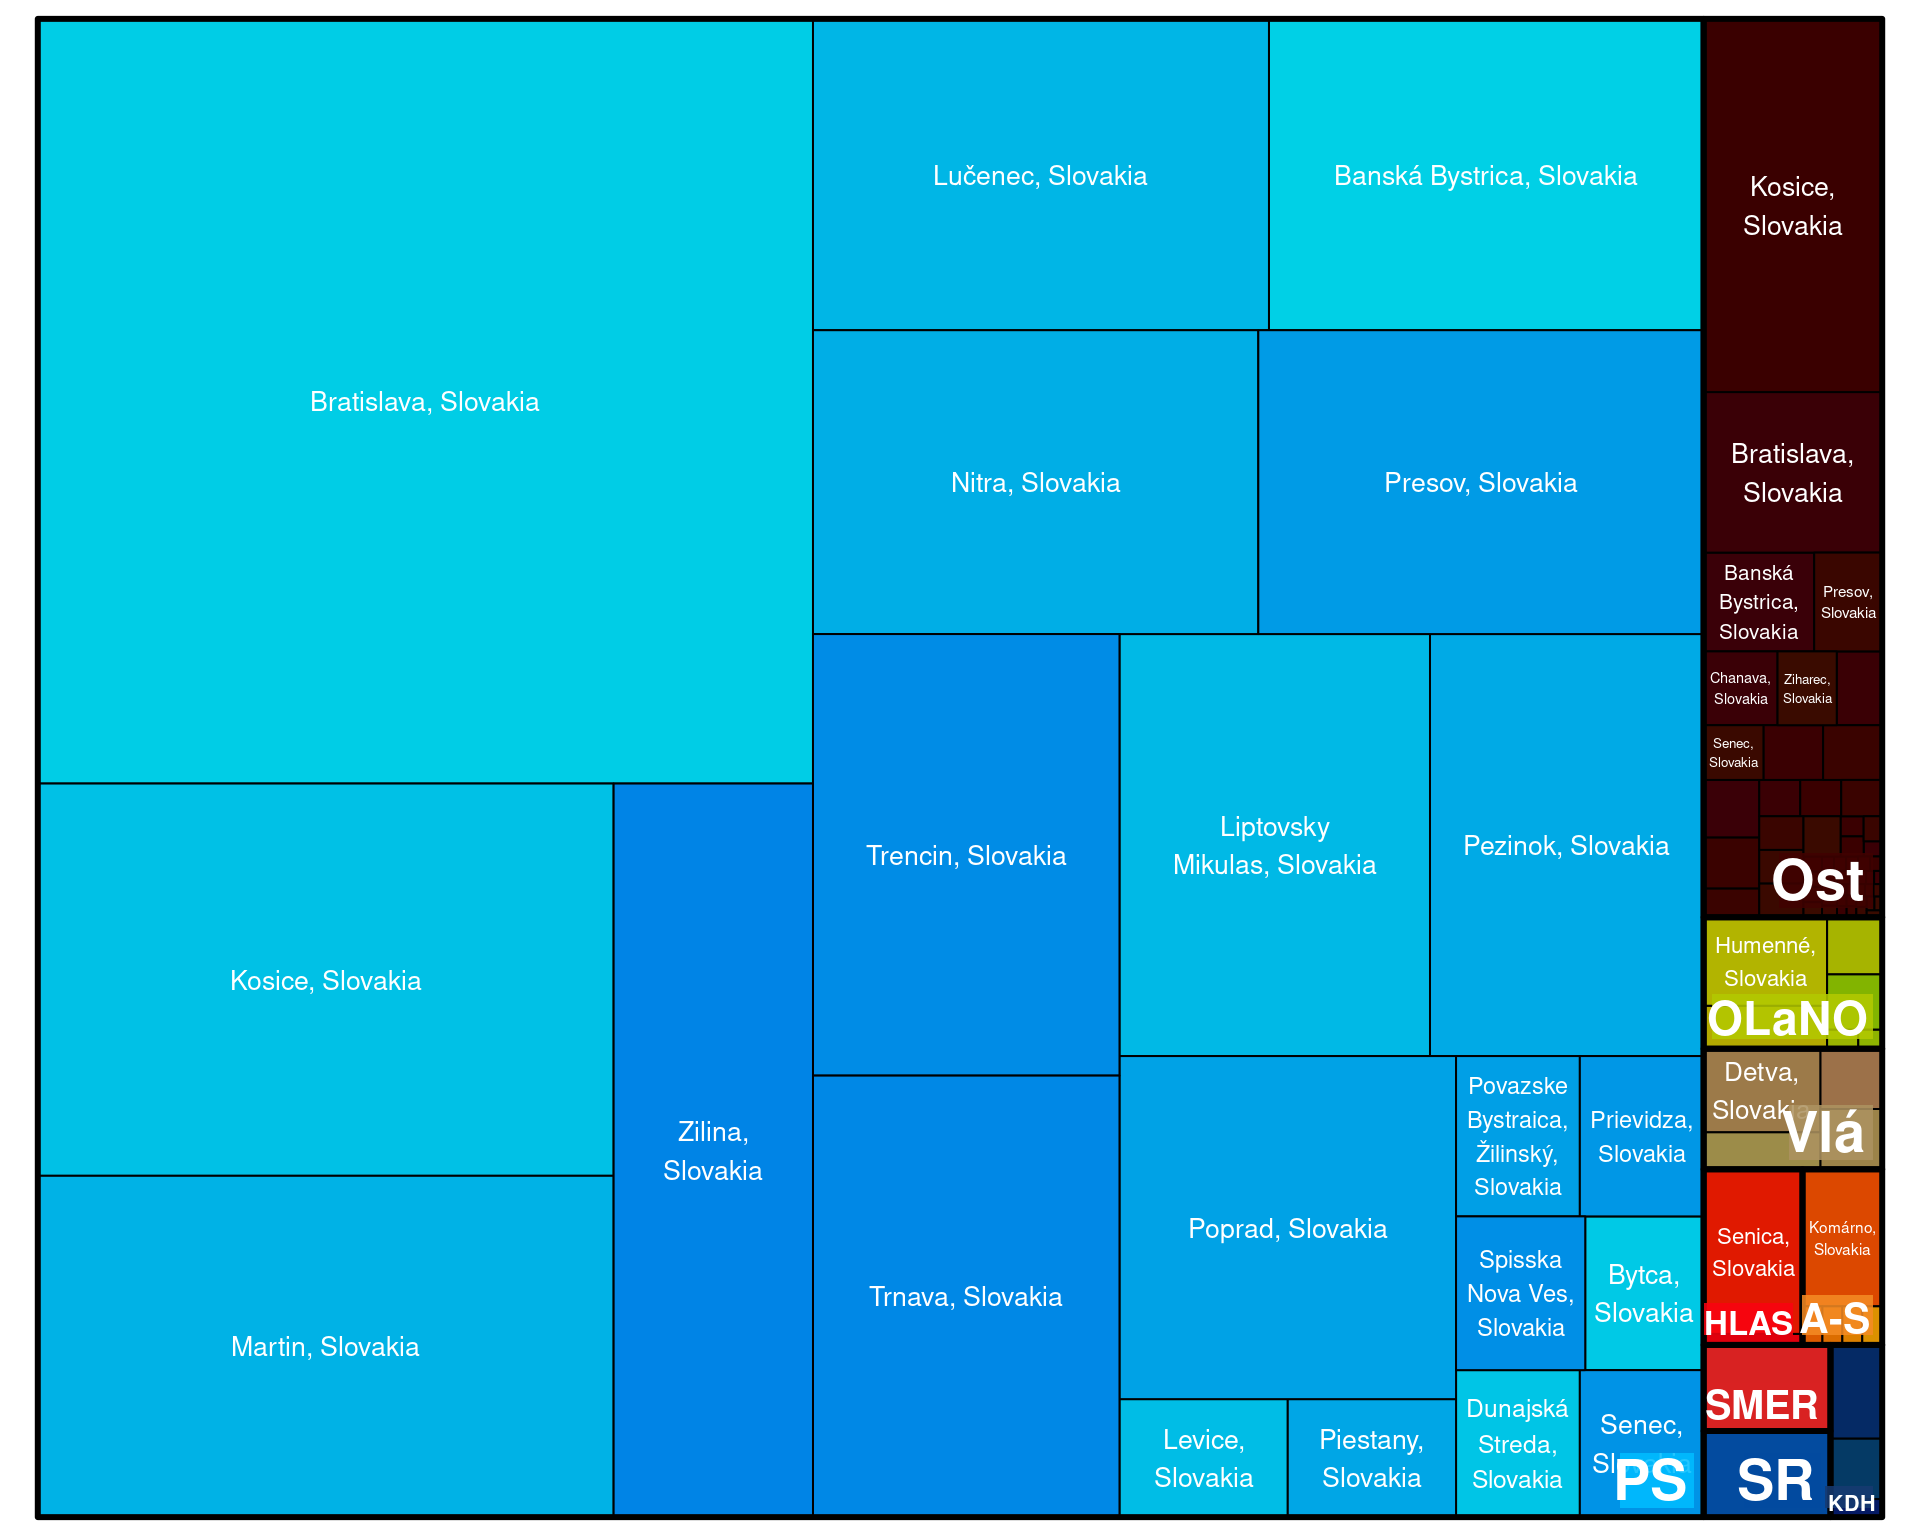 Bratislava, Slovakia
Lučenec, Slovakia
Banská Bystrica, Slovakia
Nitra, Slovakia
Presov, Slovakia
Kosice, Slovakia
Martin, Slovakia
Zilina,
Slovakia
Trencin, Slovakia
Trnava, Slovakia
Liptovsky
Mikulas, Slovakia
Pezinok, Slovakia
Poprad, Slovakia
Levice,
Slovakia
Piestany,
Slovakia
Povazske
Bystraica,
Žilinský,
Slovakia
Prievidza,
Slovakia
Spisska
Nova Ves,
Slovakia
Bytca,
Slovakia
Dunajská
Streda,
Slovakia
Senec,
PS
Kosice,
Slovakia
Bratislava,
Slovakia
Banská
Bystrica,
Slovakia
Presov,
Slovakia
Chanava,
Slovakia
Ziharec,
Slovakia
Senec,
Slovakia
Ost
Humenné,
Slovakia
OLaNO
Detva,
Slovakia
Vlá
Senica,
Slovakia
HLAS
Komárno,
Slovakia
A-S
SMER
SR
KDH